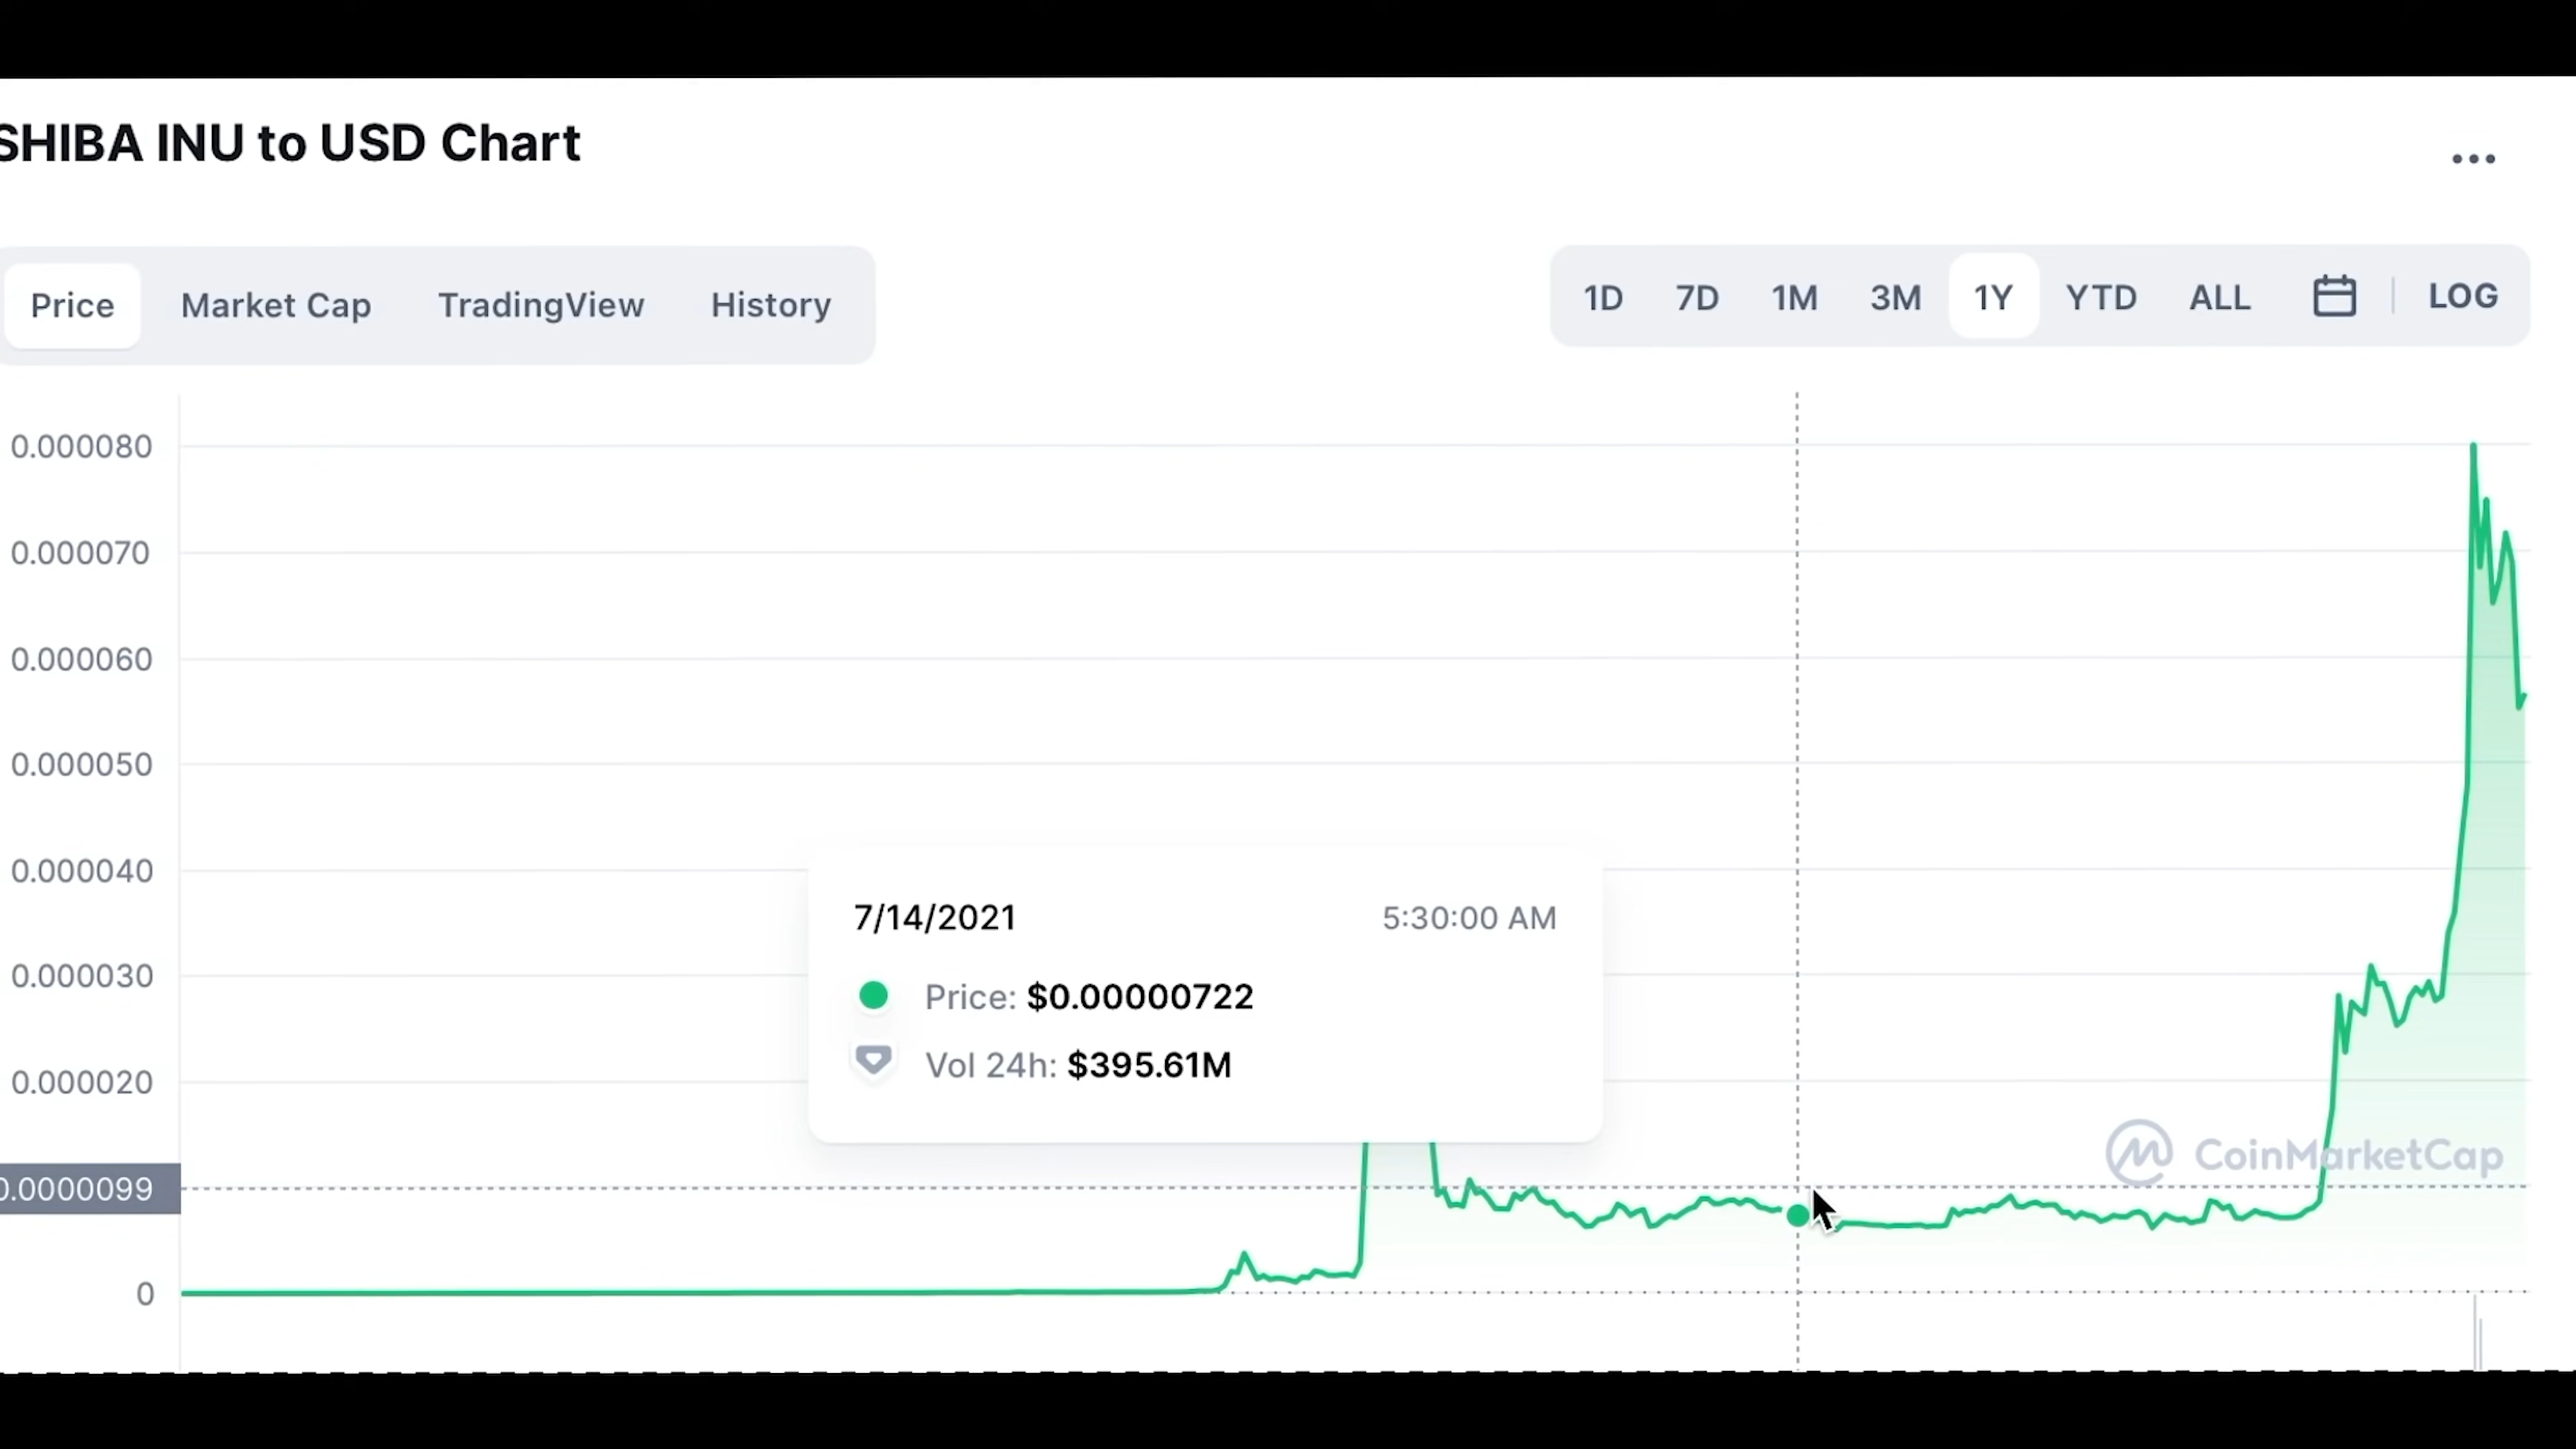 SHIBA INU to USD Chart
Price Market Cap TradingView History
1D 7D 1M 3M 1Y YTD ALL LOG
0.000080
0.000070
0.000060
0.000050
0.000040
7/14/2021 5:30:00 AM
0.000030
Price: $0.00000722
Vol 24h: $395.61M
0.000020
CoinMarketCap
0.0000099
0